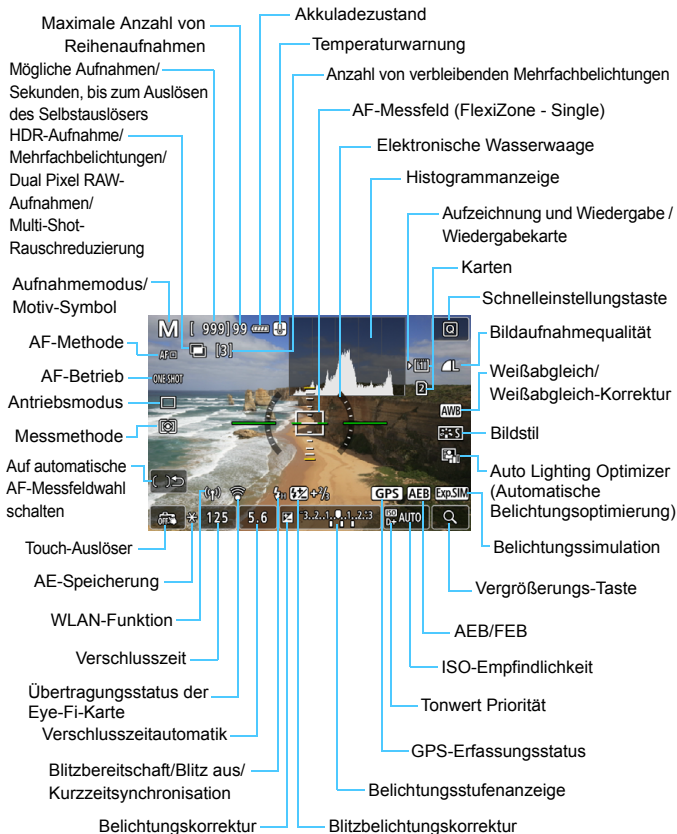 Maximale Anzahl von
Reihenaufnahmen
Akkuladezustand
Temperaturwarnung
Mögliche Aufnahmen/
Sekunden, bis zum Auslösen
des Selbstauslösers
Anzahl von verbleibenden Mehrfachbelichtungen
AF-Messfeld (FlexiZone - Single)
HDR-Aufnahme/
Mehrfachbelichtungen/
Dual Pixel RAW-
Aufnahmen/
Multi-Shot-
Rauschreduzierung
Elektronische Wasserwaage
Histogrammanzeige
Aufzeichnung und Wiedergabe /
Wiedergabekarte
Karten
Schnelleinstellungstaste
Aufnahmemodus/
Motiv-Symbol
AF-Methode
AF-Betrieb
Antriebsmodus
Messmethode
Auf automatische
AF-Messfeldwahl
schalten
M [ 999] 99
AF
[3]
ONE SHOT
Q
1
L
2
AWB
S
+2/3
GPS AEB Exp.SIM
OFF
125 5.6 -3..2..1..0..1..2..:3 ISO D+ AUTO
Bildaufnahmequalität
Weißabgleich/
Weißabgleich-Korrektur
Bildstil
Auto Lighting Optimizer
(Automatische
Belichtungsoptimierung)
Belichtungssimulation
Touch-Auslöser
AE-Speicherung
WLAN-Funktion
Verschlusszeit
Übertragungsstatus der
Eye-Fi-Karte
Verschlusszeitautomatik
Blitzbereitschaft/Blitz aus/
Kurzzeitsynchronisation
Belichtungskorrektur
Vergrößerungs-Taste
AEB/FEB
ISO-Empfindlichkeit
Tonwert Priorität
GPS-Erfassungsstatus
Belichtungsstufenanzeige
Blitzbelichtungskorrektur